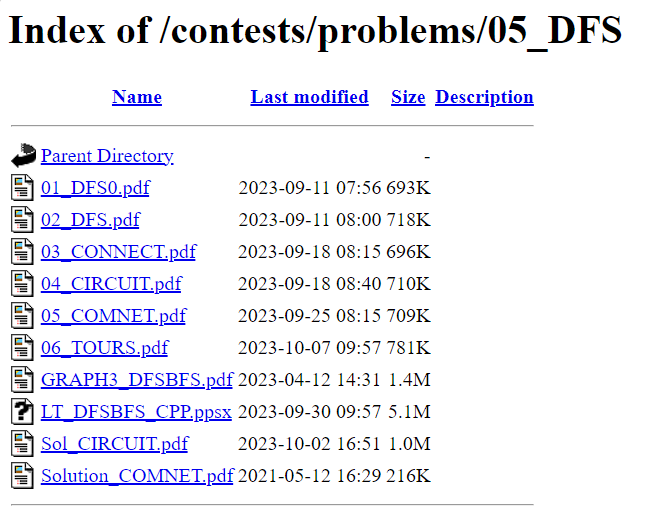 Index of /contests/problems/05_DFS
Name Last modified Size Description
Parent Directory -
01_DFS0.pdf 2023-09-11 07:56 693K
02_DFS.pdf 2023-09-11 08:00 718K
03_CONNECT.pdf 2023-09-18 08:15 696K
04_CIRCUIT.pdf 2023-09-18 08:40 710K
05_COMNET.pdf 2023-09-25 08:15 709K
06_TOURS.pdf 2023-10-07 09:57 781K
GRAPH3_DFSBFS.pdf 2023-04-12 14:31 1.4M
LT_DFSBFS_CPP.ppsx 2023-09-30 09:57 5.1M
Sol_CIRCUIT.pdf 2023-10-02 16:51 1.0M
Solution_COMNET.pdf 2021-05-12 16:29 216K